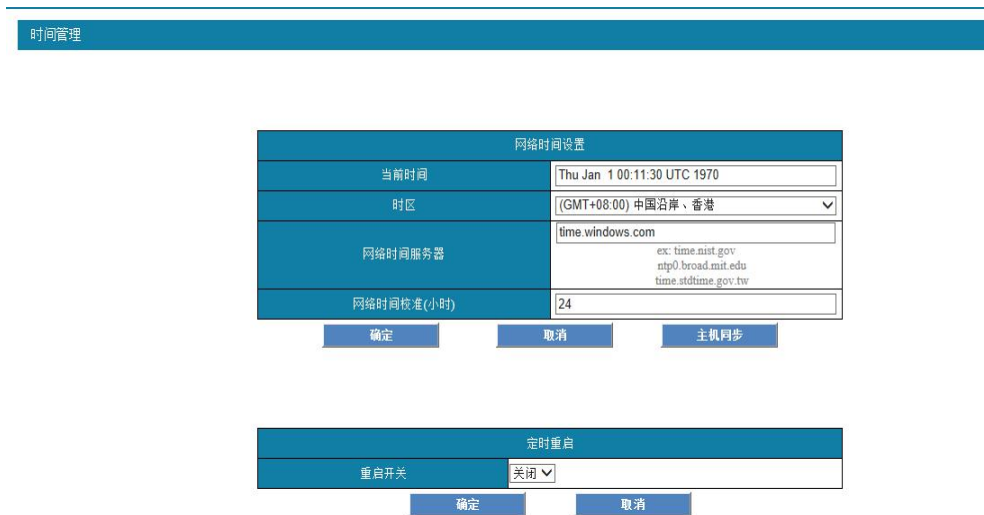 时间管理
网络时间设置
当前时间 Thu Jan 1 00:11:30 UTC 1970
时区 (GMT+08:00) 中国沿岸、香港
网络时间服务器 time.windows.com
ex: time.nist.gov
ntp0.broad.mit.edu
time.stdtime.gov.tw
网络时间校准(小时) 24
确定 取消 主机同步
定时重启
重启开关 关闭
确定 取消